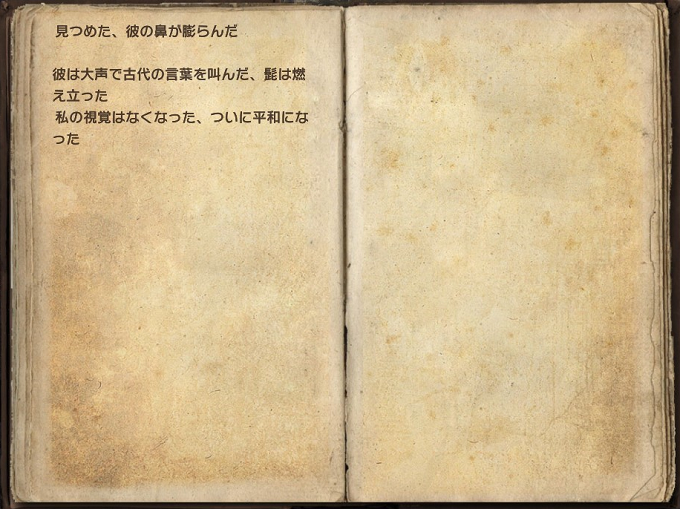 見つめた、彼の鼻が膨らんだ
彼は大声で古代の言葉を叫んだ、髭は燃
え立った
私の視覚はなくなった、ついに平和にな
った